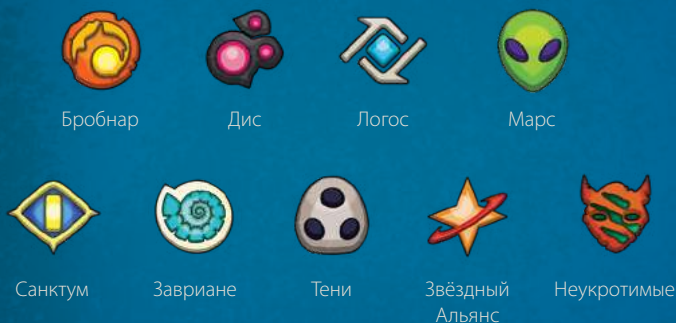 Бробнар Дис Логос Марс
Санктум Завриане Тени Звёздный Неукротимые
Альянс